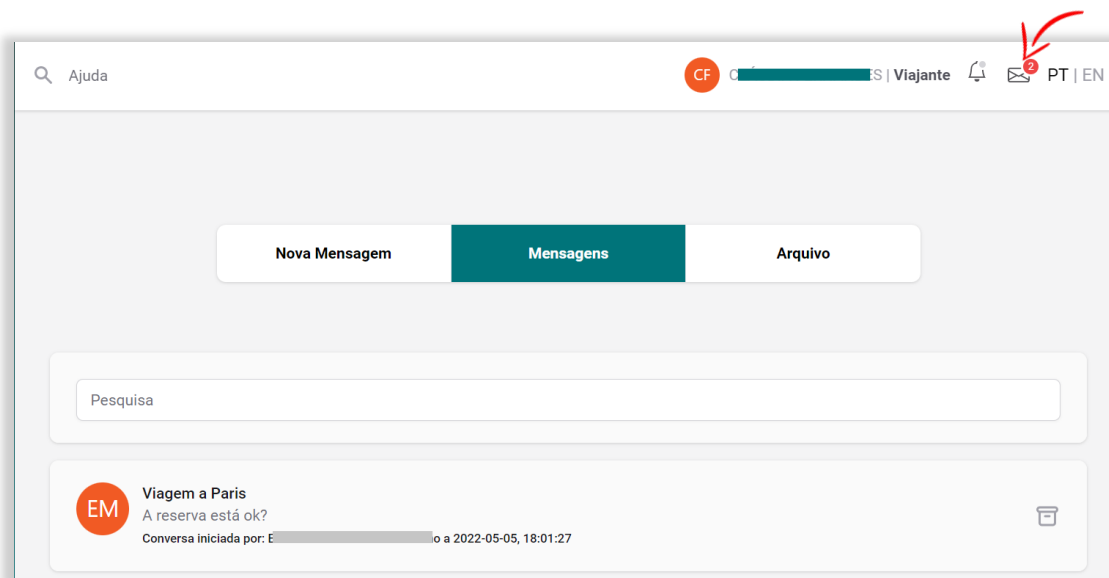 Ajuda
CF
| Viajante
2
PT | EN
Nova Mensagem
Mensagens
Arquivo
Pesquisa
EM
Viagem a Paris
A reserva está ok?
Conversa iniciada por: a 2022-05-05, 18:01:27